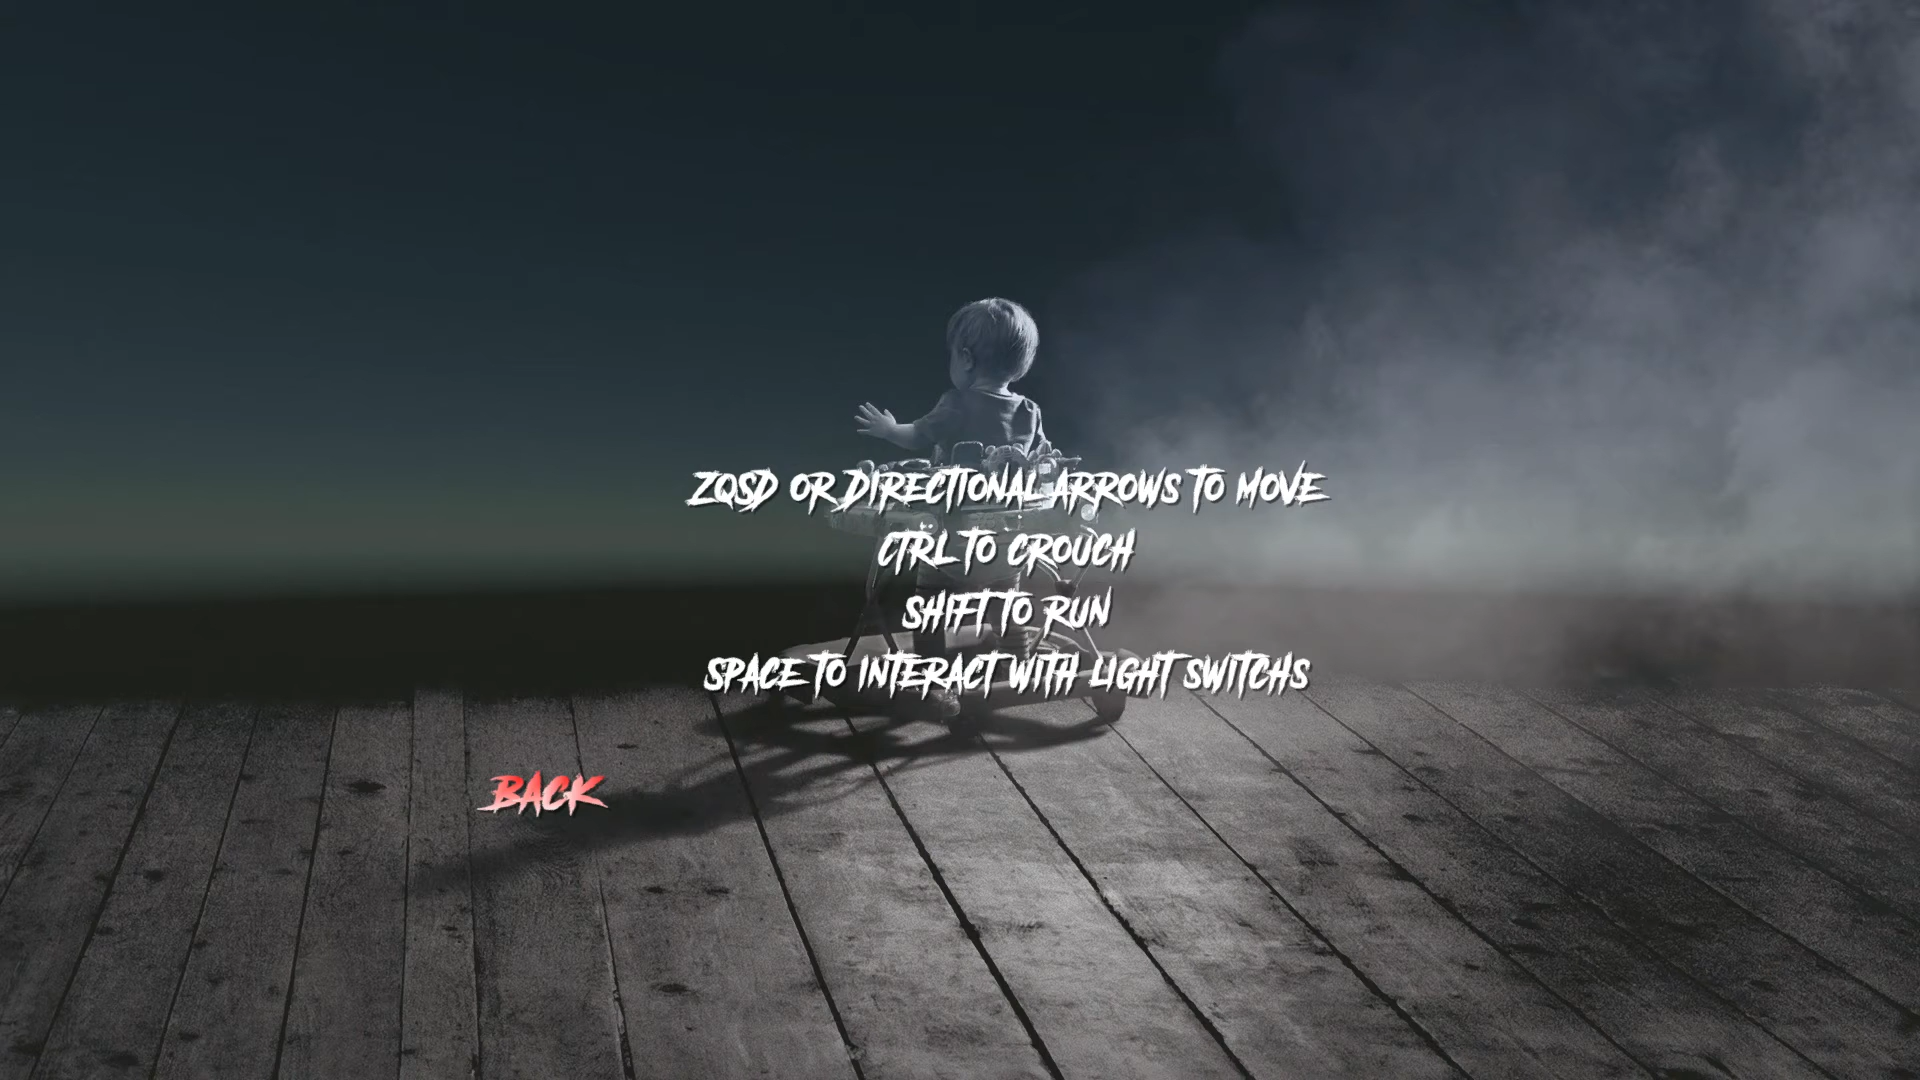 ZQSD OR DIRECTIONAL ARROWS TO MOVE
CTRL TO CROUCH
SHIFT TO RUN
SPACE TO INTERACT WITH LIGHT SWITCHS
BACK